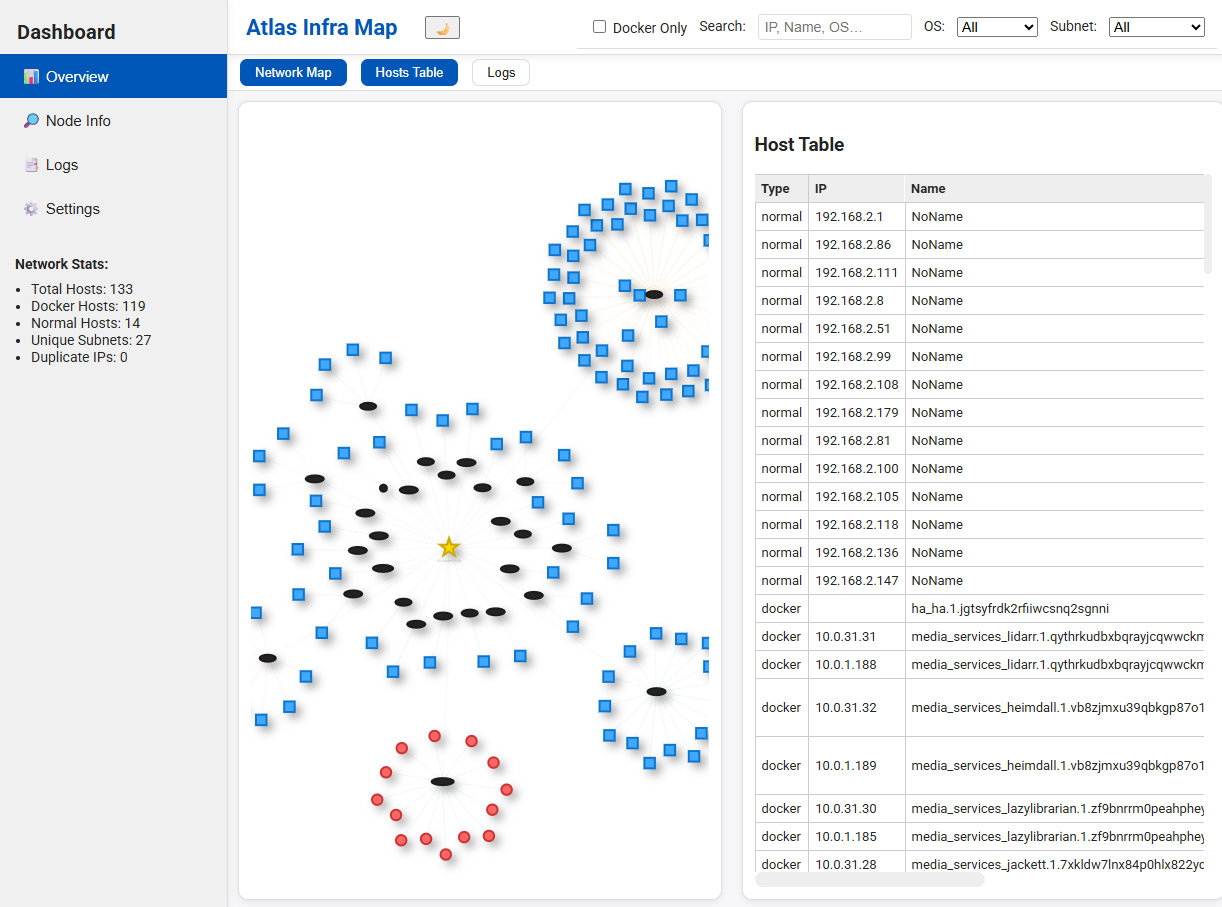 Dashboard
Overview
Node Info
Logs
Settings
Network Stats:
Total Hosts: 133
Docker Hosts: 119
Normal Hosts: 14
Unique Subnets: 27
Duplicate IPs: 0
Atlas Infra Map
Docker Only Search: IP, Name, OS... OS: All Subnet: All
Network Map Hosts Table Logs
Host Table
Type IP Name
normal 192.168.2.1 NoName
normal 192.168.2.86 NoName
normal 192.168.2.111 NoName
normal 192.168.2.8 NoName
normal 192.168.2.51 NoName
normal 192.168.2.99 NoName
normal 192.168.2.108 NoName
normal 192.168.2.179 NoName
normal 192.168.2.81 NoName
normal 192.168.2.100 NoName
normal 192.168.2.105 NoName
normal 192.168.2.118 NoName
normal 192.168.2.136 NoName
normal 192.168.2.147 NoName
docker ha_ha.1.jgtsyfrdk2rfiiwcsnq2sgnni
docker 10.0.31.31 media_services_lidarr.1.qythrkudbxbqrayjcqwwckm
docker 10.0.1.188 media_services_lidarr.1.qythrkudbxbqrayjcqwwckm
docker 10.0.31.32 media_services_heimdall.1.vb8zjmxu39qbkgp87o1
docker 10.0.1.189 media_services_heimdall.1.vb8zjmxu39qbkgp87o1
docker 10.0.31.30 media_services_lazylibrarian.1.zf9bnrrm0peahphey
docker 10.0.1.185 media_services_lazylibrarian.1.zf9bnrrm0peahphey
docker 10.0.31.28 media_services_jackett.1.7xkldw7lnx84p0hlx822yc